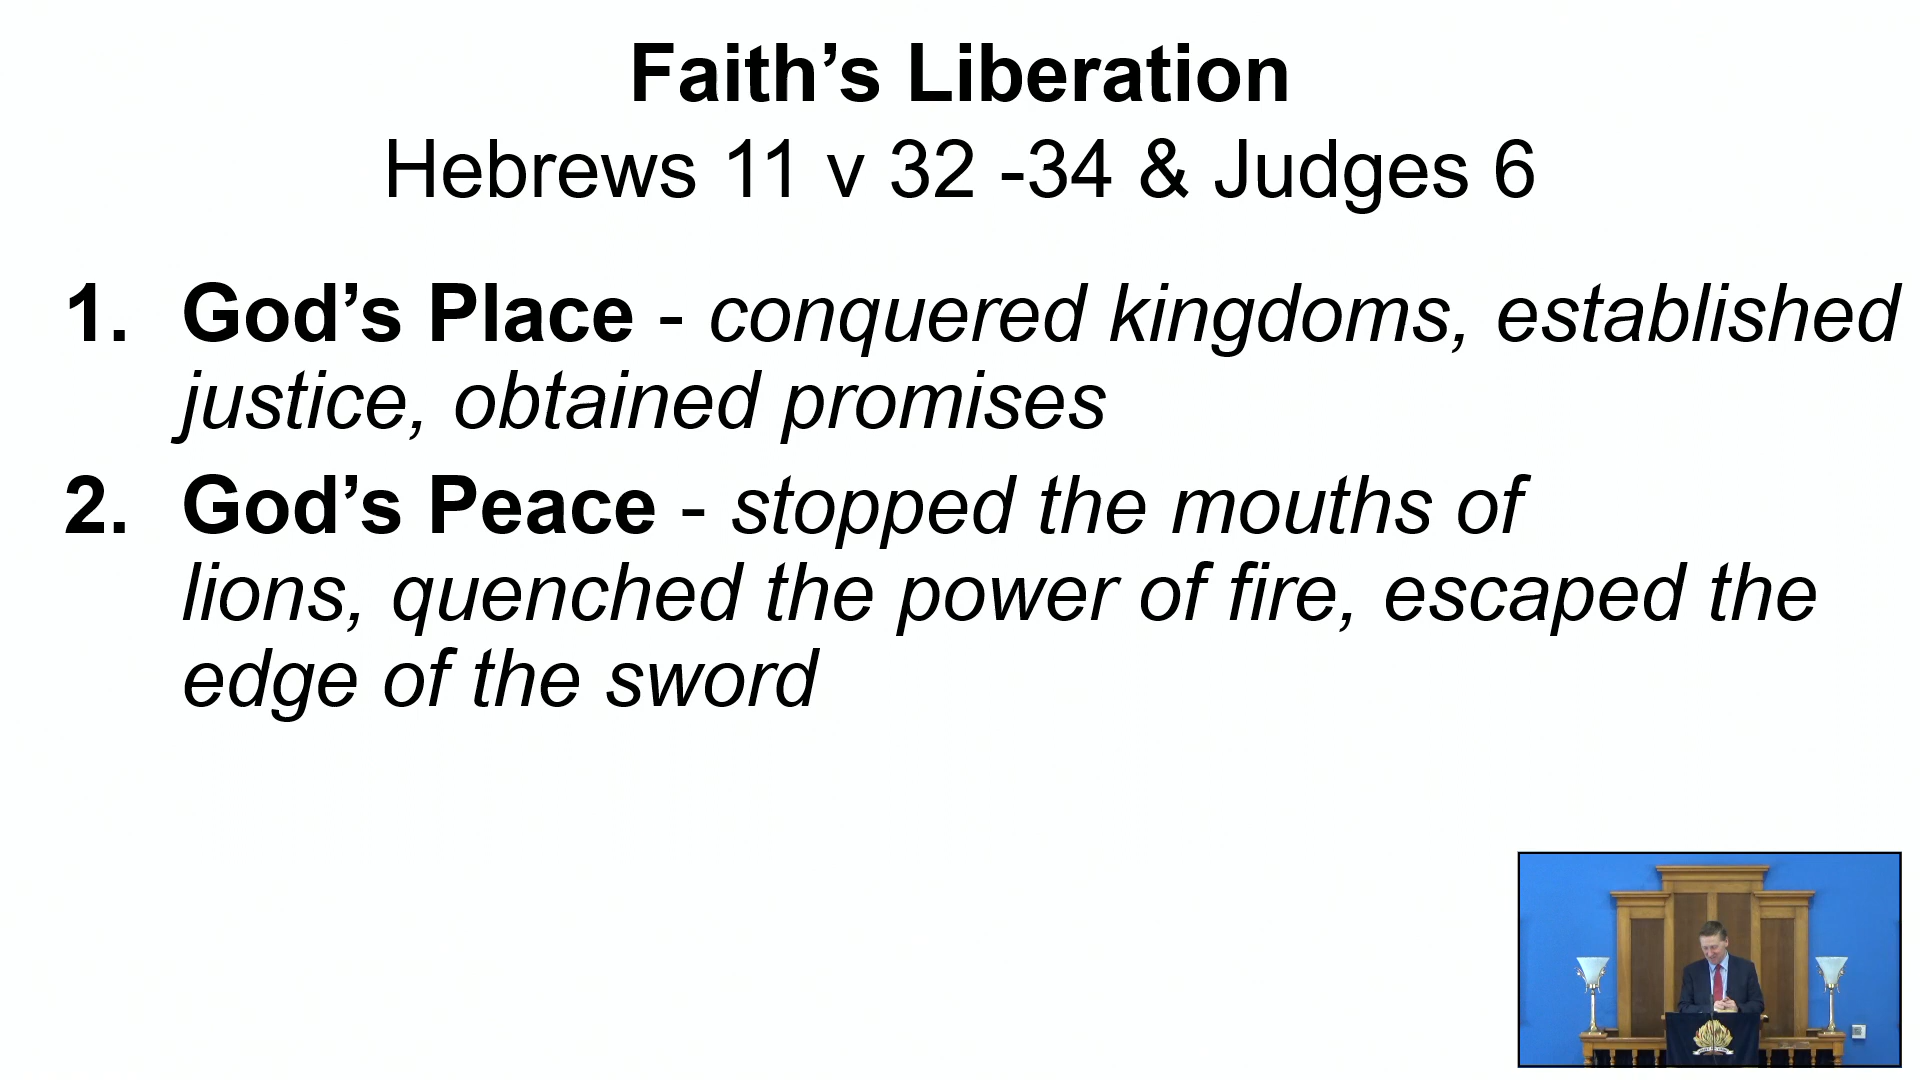 Faith’s Liberation
Hebrews 11 v 32 -34 & Judges 6
1. God’s Place - conquered kingdoms, established
justice, obtained promises
2. God’s Peace - stopped the mouths of
lions, quenched the power of fire, escaped the
edge of the sword